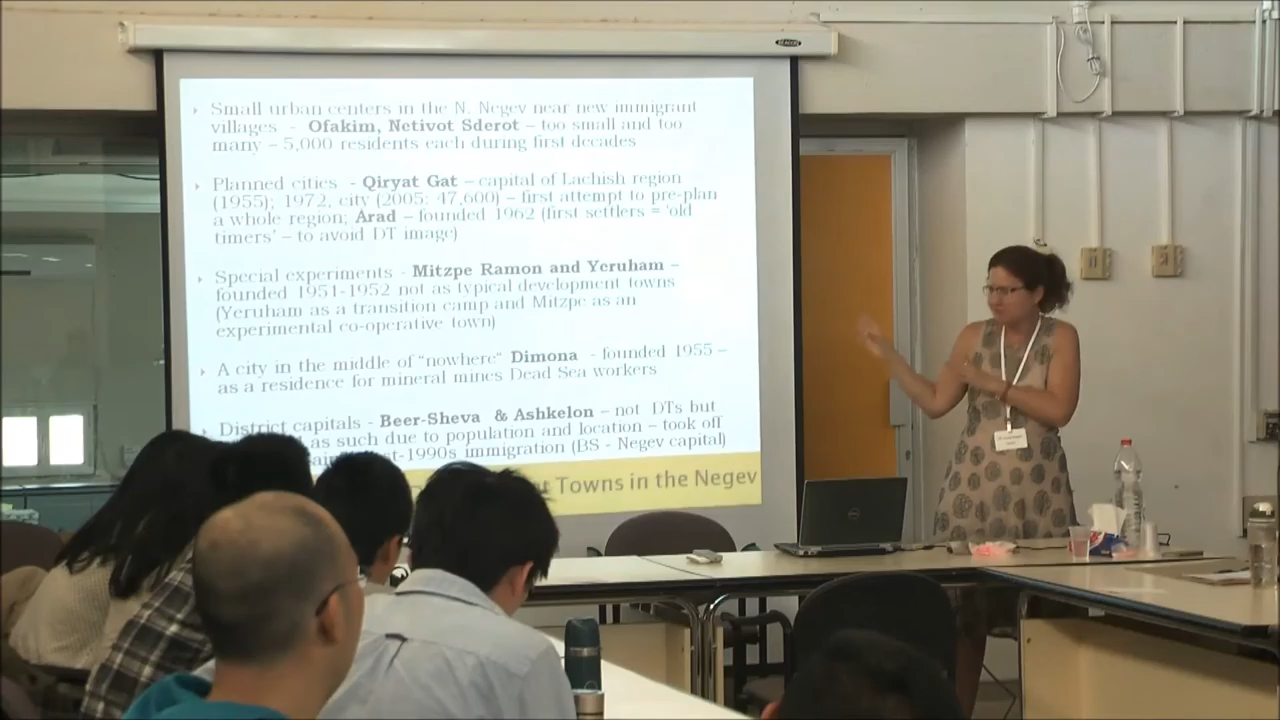 Small urban centers in the N. Negev near new immigrant
villages - Ofakim, Netivot Sderot – too small and too
many – 5,000 residents each during first decades
Planned cities - Qiryat Gat – capital of Lachish region
(1955); 1972, city (2005: 47,600) – first attempt to pre-plan
a whole region; Arad – founded 1962 (first settlers = 'old
timers' – to avoid DT image)
Special experiments - Mitzpe Ramon and Yeruham –
founded 1951-1952 not as typical development towns
(Yeruham as a transition camp and Mitzpe as an
experimental co-operative town)
A city in the middle of "nowhere" Dimona - founded 1955 –
as a residence for mineral mines Dead Sea workers
District capitals - Beer-Sheva & Ashkelon – not DTs but
as such due to population and location – took off
immigration (BS - Negev capital)
Towns in the Negev
DELL